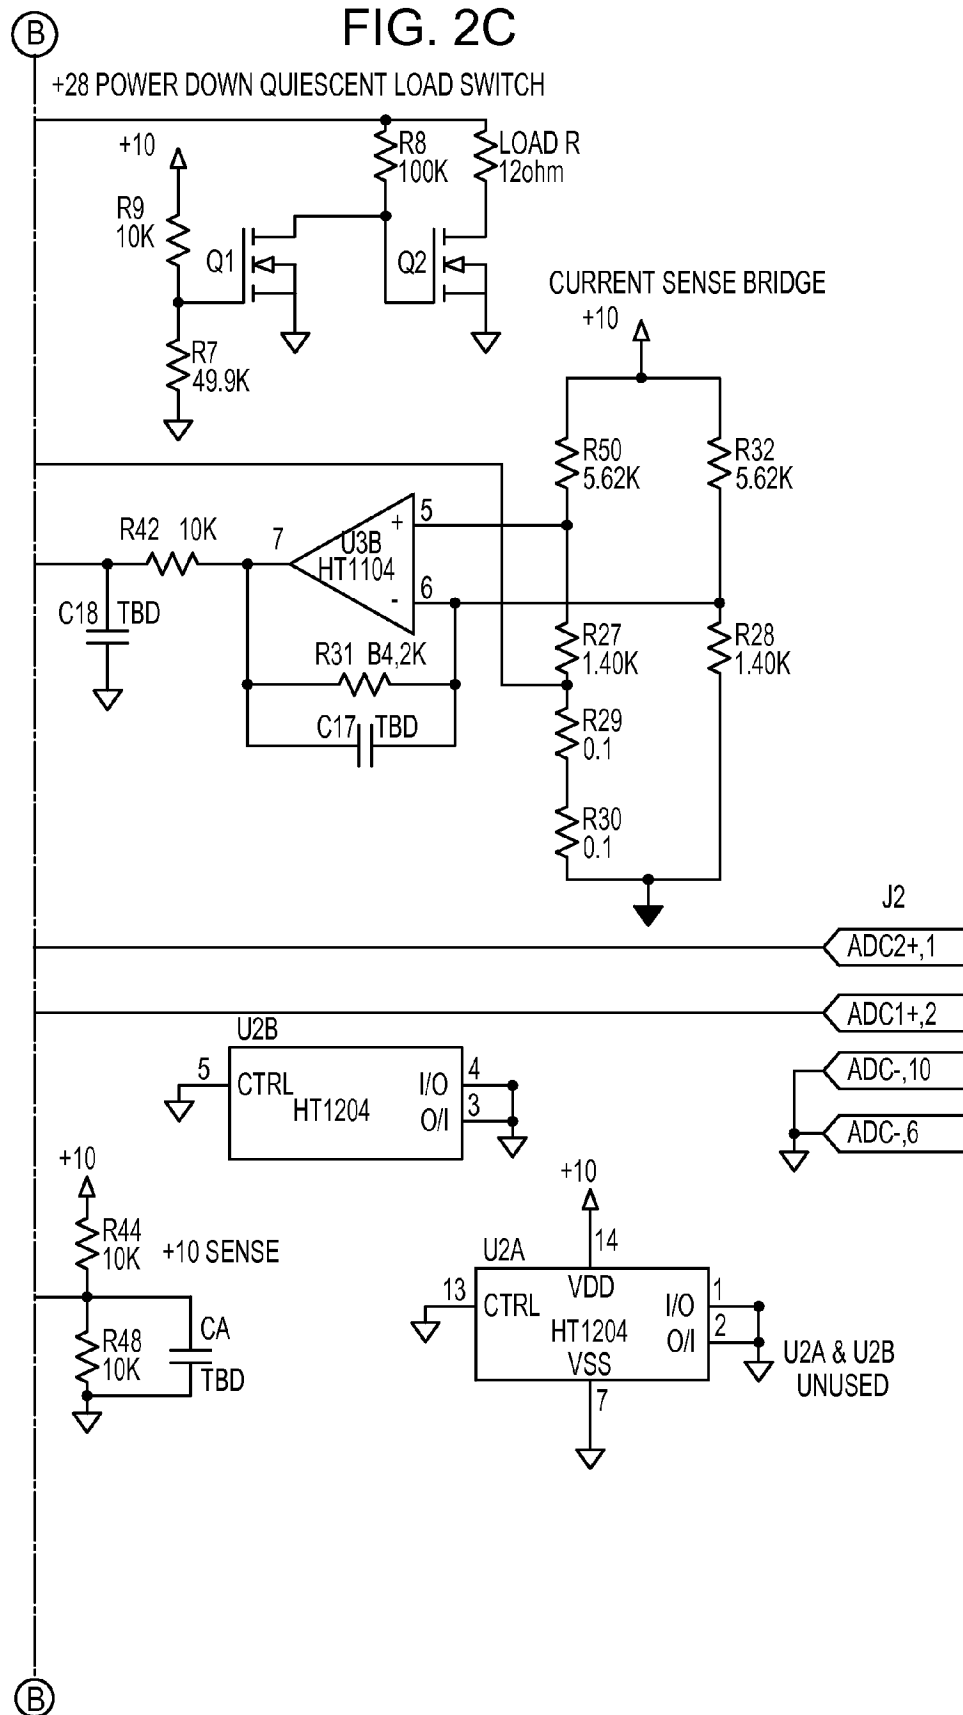 FIG. 2C
B
+28 POWER DOWN QUIESCENT LOAD SWITCH
+10
R8
100K
LOAD R
12ohm
R9
10K
Q1
Q2
R7
49.9K
CURRENT SENSE BRIDGE
+10
R50
5.62K
R32
5.62K
R42 10K
7
U3B
HT1104
+
5
-
6
C18 TBD
R31 B4,2K
C17 TBD
R27
1.40K
R28
1.40K
R29
0.1
R30
0.1
J2
ADC2+,1
ADC1+,2
ADC-,10
ADC-,6
U2B
5
CTRL
HT1204
I/O
4
O/I
3
+10
R44
10K
+10 SENSE
R48
10K
CA
TBD
+10
14
U2A
13
CTRL
VDD
HT1204
VSS
I/O
1
O/I
2
7
U2A & U2B
UNUSED
B